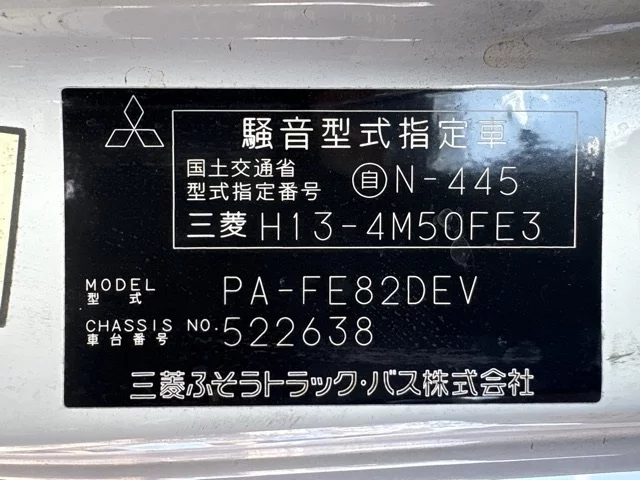 騒音型式指定車
国土交通省
型式指定番号 自N-445
三菱 H13-4M50FE3
MODEL
型式 PA-FE82DEV
CHASSIS NO.
車台番号 522638
三菱ふそうトラック・バス株式会社